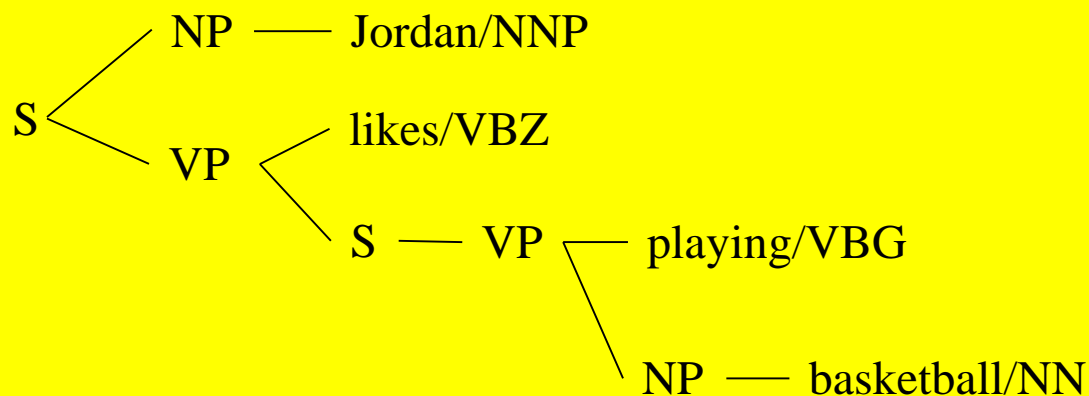 NP Jordan/NNP
S
likes/VBZ
VP
S VP playing/VBG
NP basketball/NN